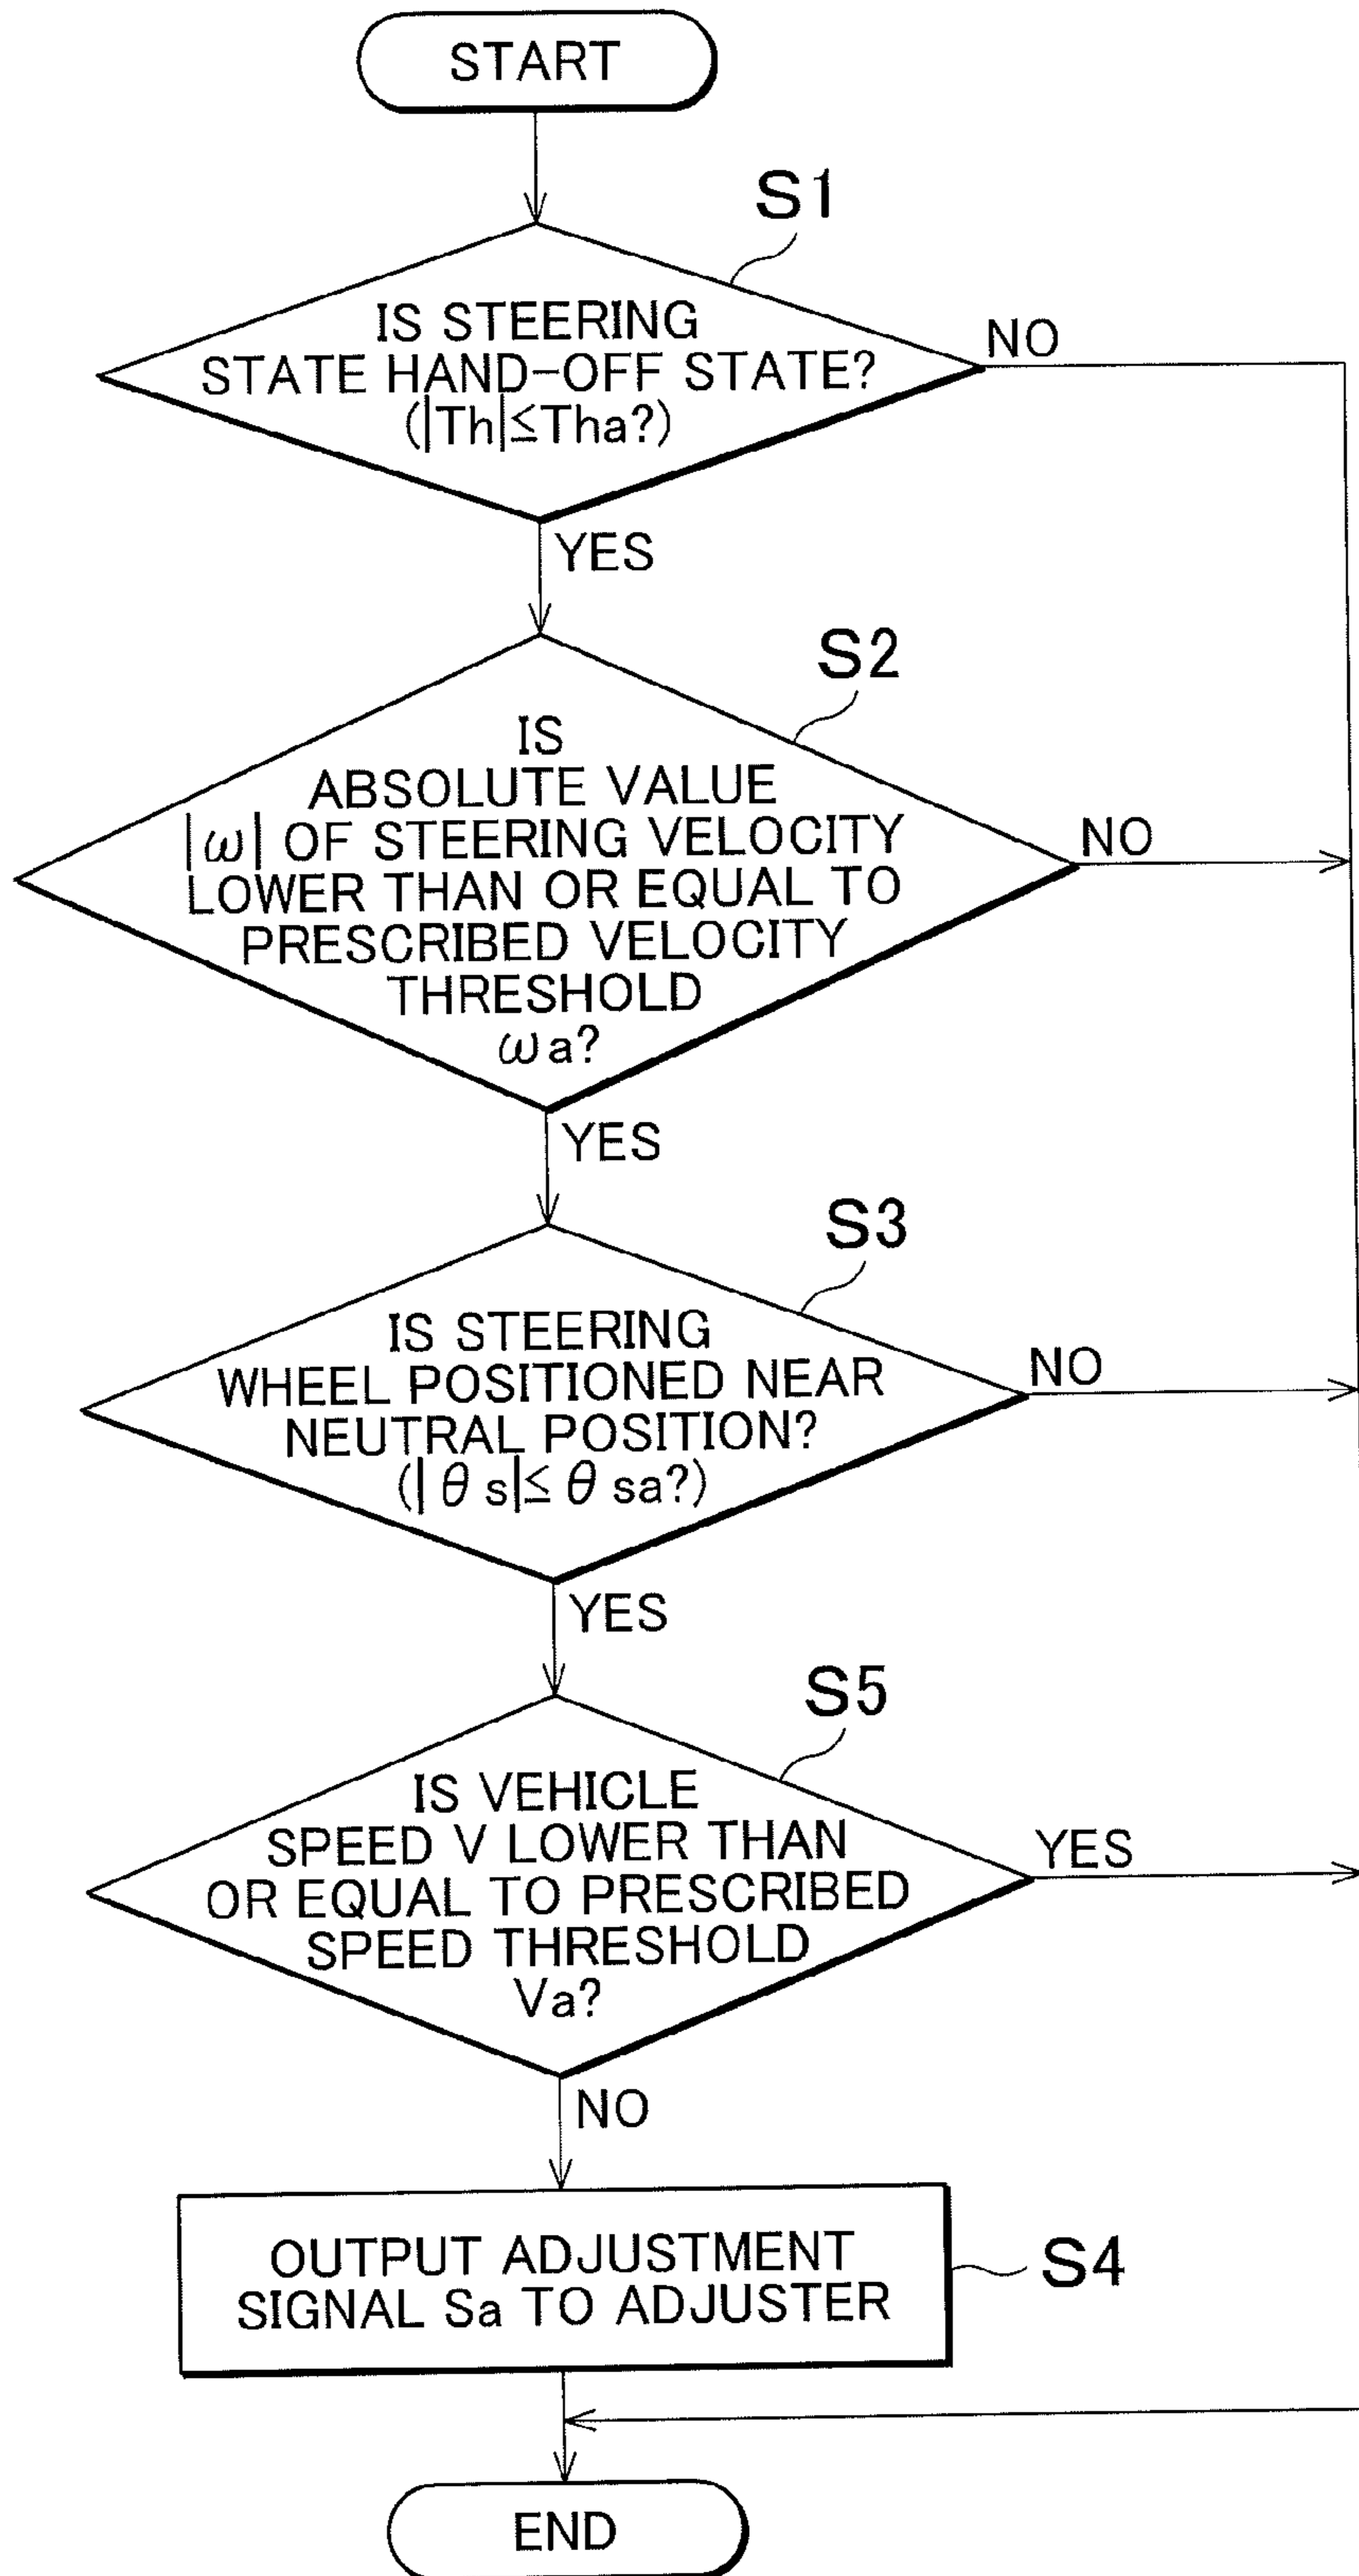 START
S1
IS STEERING
STATE HAND-OFF STATE?
(|Th|≤Tha?)
NO
YES
S2
IS
ABSOLUTE VALUE
|ω| OF STEERING VELOCITY
LOWER THAN OR EQUAL TO
PRESCRIBED VELOCITY
THRESHOLD
ωa?
NO
YES
S3
IS STEERING
WHEEL POSITIONED NEAR
NEUTRAL POSITION?
(|θs|≤θsa?)
NO
YES
S5
IS VEHICLE
SPEED V LOWER THAN
OR EQUAL TO PRESCRIBED
SPEED THRESHOLD
Va?
YES
NO
OUTPUT ADJUSTMENT
SIGNAL Sa TO ADJUSTER
S4
END